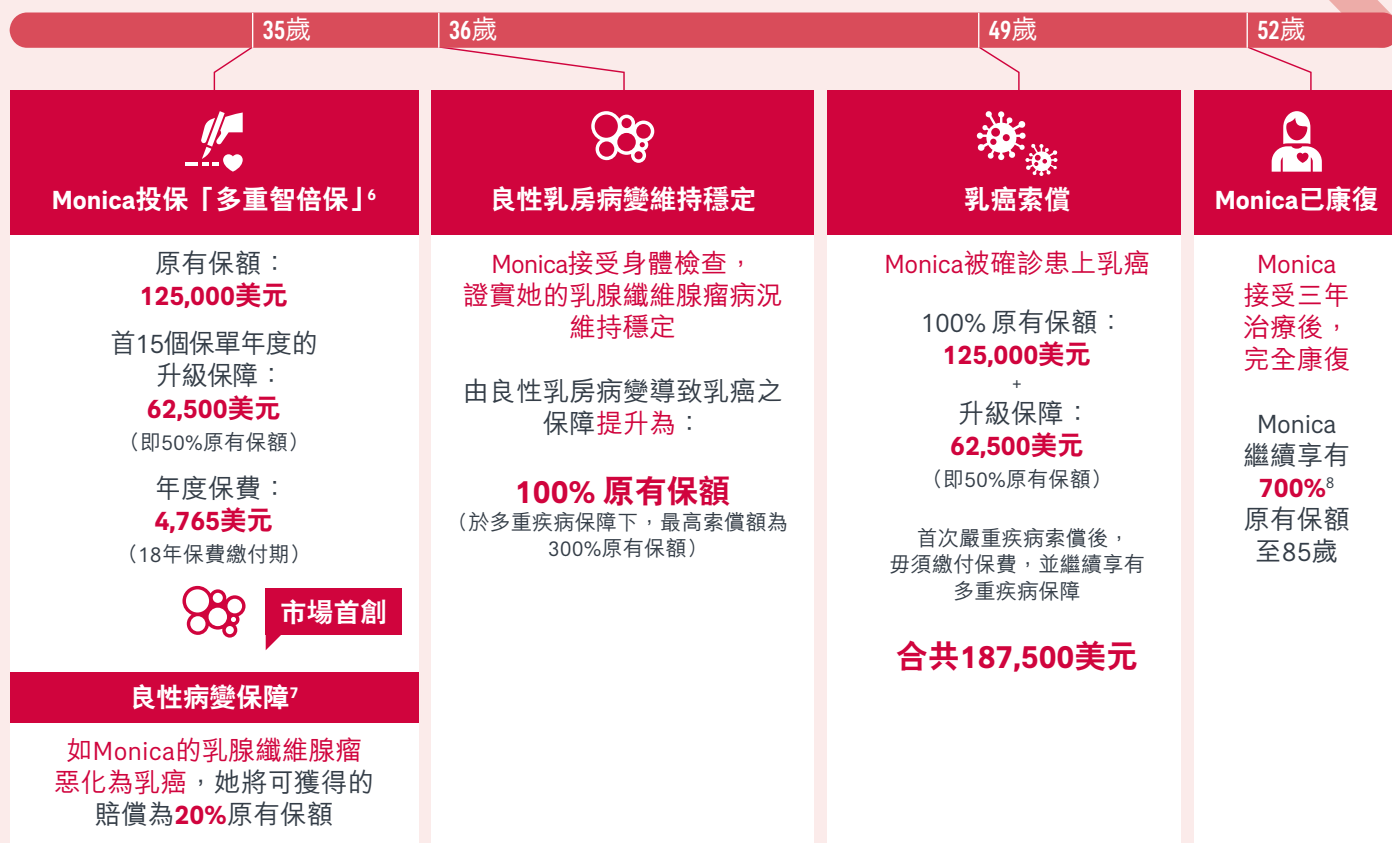 35歲
36歲
49歲
52歲
Monica投保「多重智倍保」6
原有保額：
125,000美元
首15個保單年度的
升級保障：
62,500美元
（即50%原有保額）
年度保費：
4,765美元
（18年保費繳付期）
市場首創
良性病變保障7
如Monica的乳腺纖維腺瘤
惡化為乳癌，她將可獲得的
賠償為20%原有保額
良性乳房病變維持穩定
Monica接受身體檢查，
證實她的乳腺纖維腺瘤病況
維持穩定
由良性乳房病變導致乳癌之
保障提升為：
100% 原有保額
（於多重疾病保障下，最高索償額為
300%原有保額）
乳癌索償
Monica被確診患上乳癌
100% 原有保額：
125,000美元
+
升級保障：
62,500美元
（即50%原有保額）
首次嚴重疾病索償後，
毋須繳付保費，並繼續享有
多重疾病保障
合共187,500美元
Monica已康復
Monica
接受三年
治療後，
完全康復
Monica
繼續享有
700%8
原有保額
至85歲